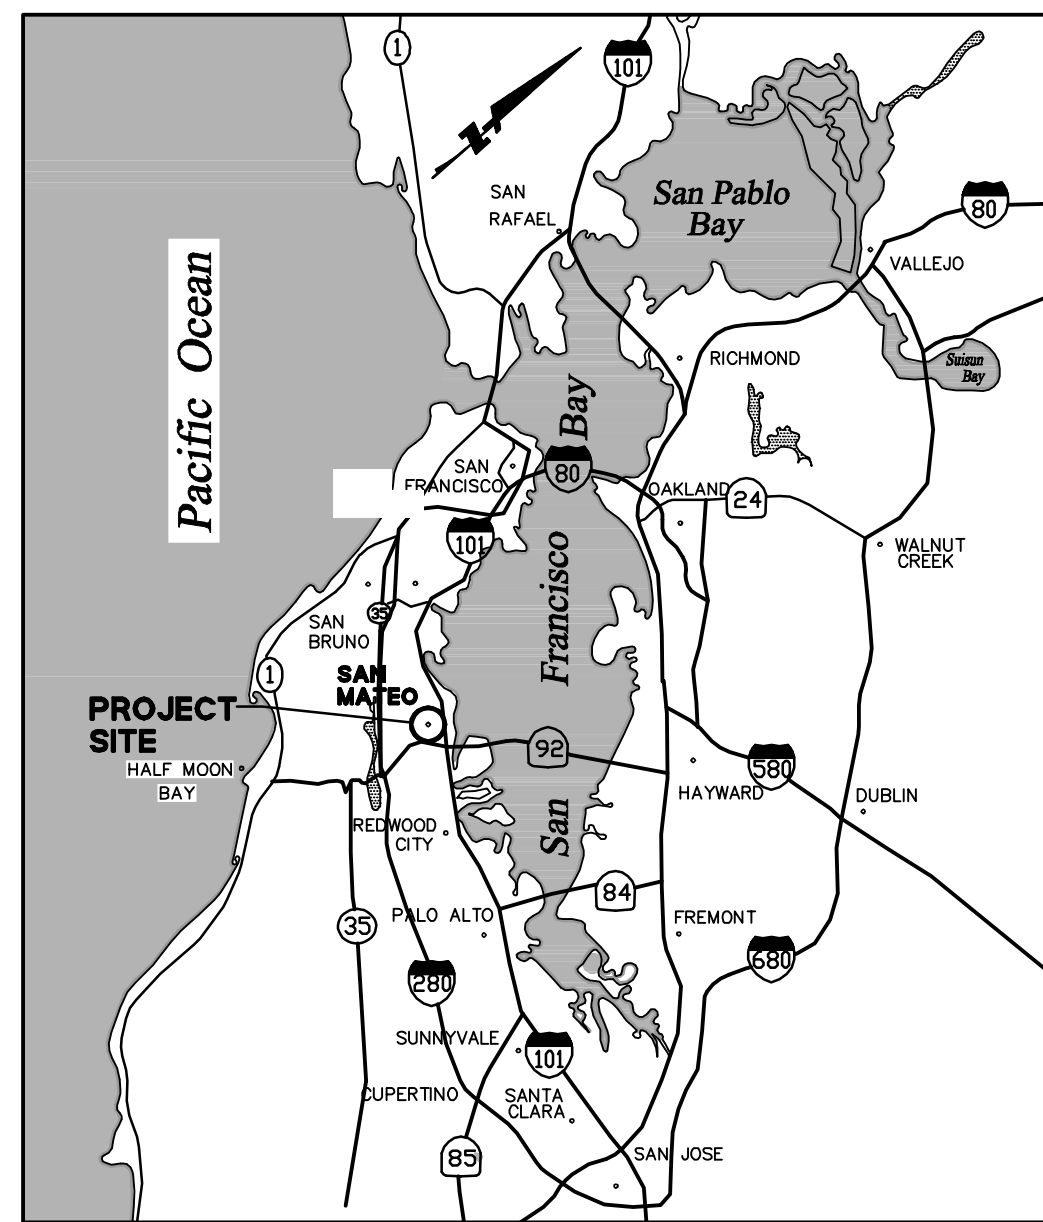 1
101
N
SAN
RAFAEL
San Pablo
Bay
80
VALLEJO
Pacific Ocean
RICHMOND
Suisun
Bay
San Francisco Bay
SAN
FRANCISCO
80
OAKLAND
24
101
WALNUT
CREEK
35
SAN
BRUNO
1
SAN
MATEO
PROJECT
SITE
92
580
HALF MOON
BAY
HAYWARD
DUBLIN
REDWOOD
CITY
84
35
PALO ALTO
FREMONT
680
280
SUNNYVALE
101
CUPERTINO
SANTA
CLARA
85
SAN JOSE